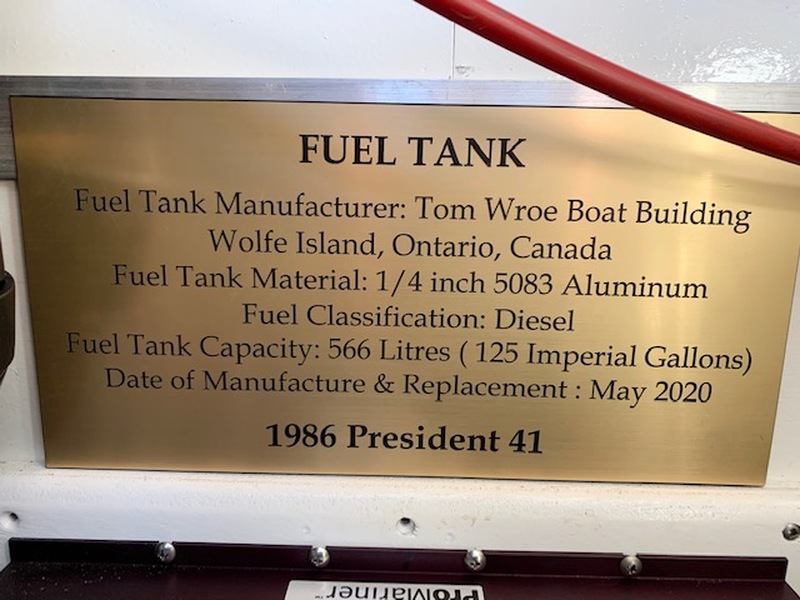 FUEL TANK
Fuel Tank Manufacturer: Tom Wroe Boat Building
Wolfe Island, Ontario, Canada
Fuel Tank Material: 1/4 inch 5083 Aluminum
Fuel Classification: Diesel
Fuel Tank Capacity: 566 Litres ( 125 Imperial Gallons)
Date of Manufacture & Replacement : May 2020
1986 President 41
ProMariner™